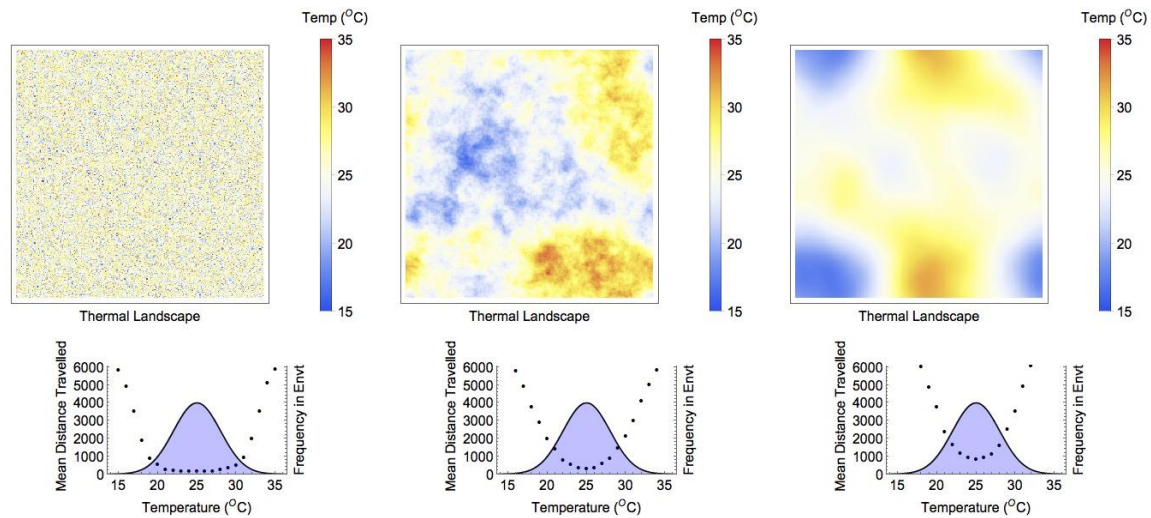 Temp (°C)
35
30
25
20
15
Thermal Landscape
Temp (°C)
35
30
25
20
15
Thermal Landscape
Temp (°C)
35
30
25
20
15
Thermal Landscape
Mean Distance Travelled
6000
5000
4000
3000
2000
1000
0
15 20 25 30 35
Temperature (°C)
Frequency in Envt
Mean Distance Travelled
6000
5000
4000
3000
2000
1000
0
15 20 25 30 35
Temperature (°C)
Frequency in Envt
Mean Distance Travelled
6000
5000
4000
3000
2000
1000
0
15 20 25 30 35
Temperature (°C)
Frequency in Envt